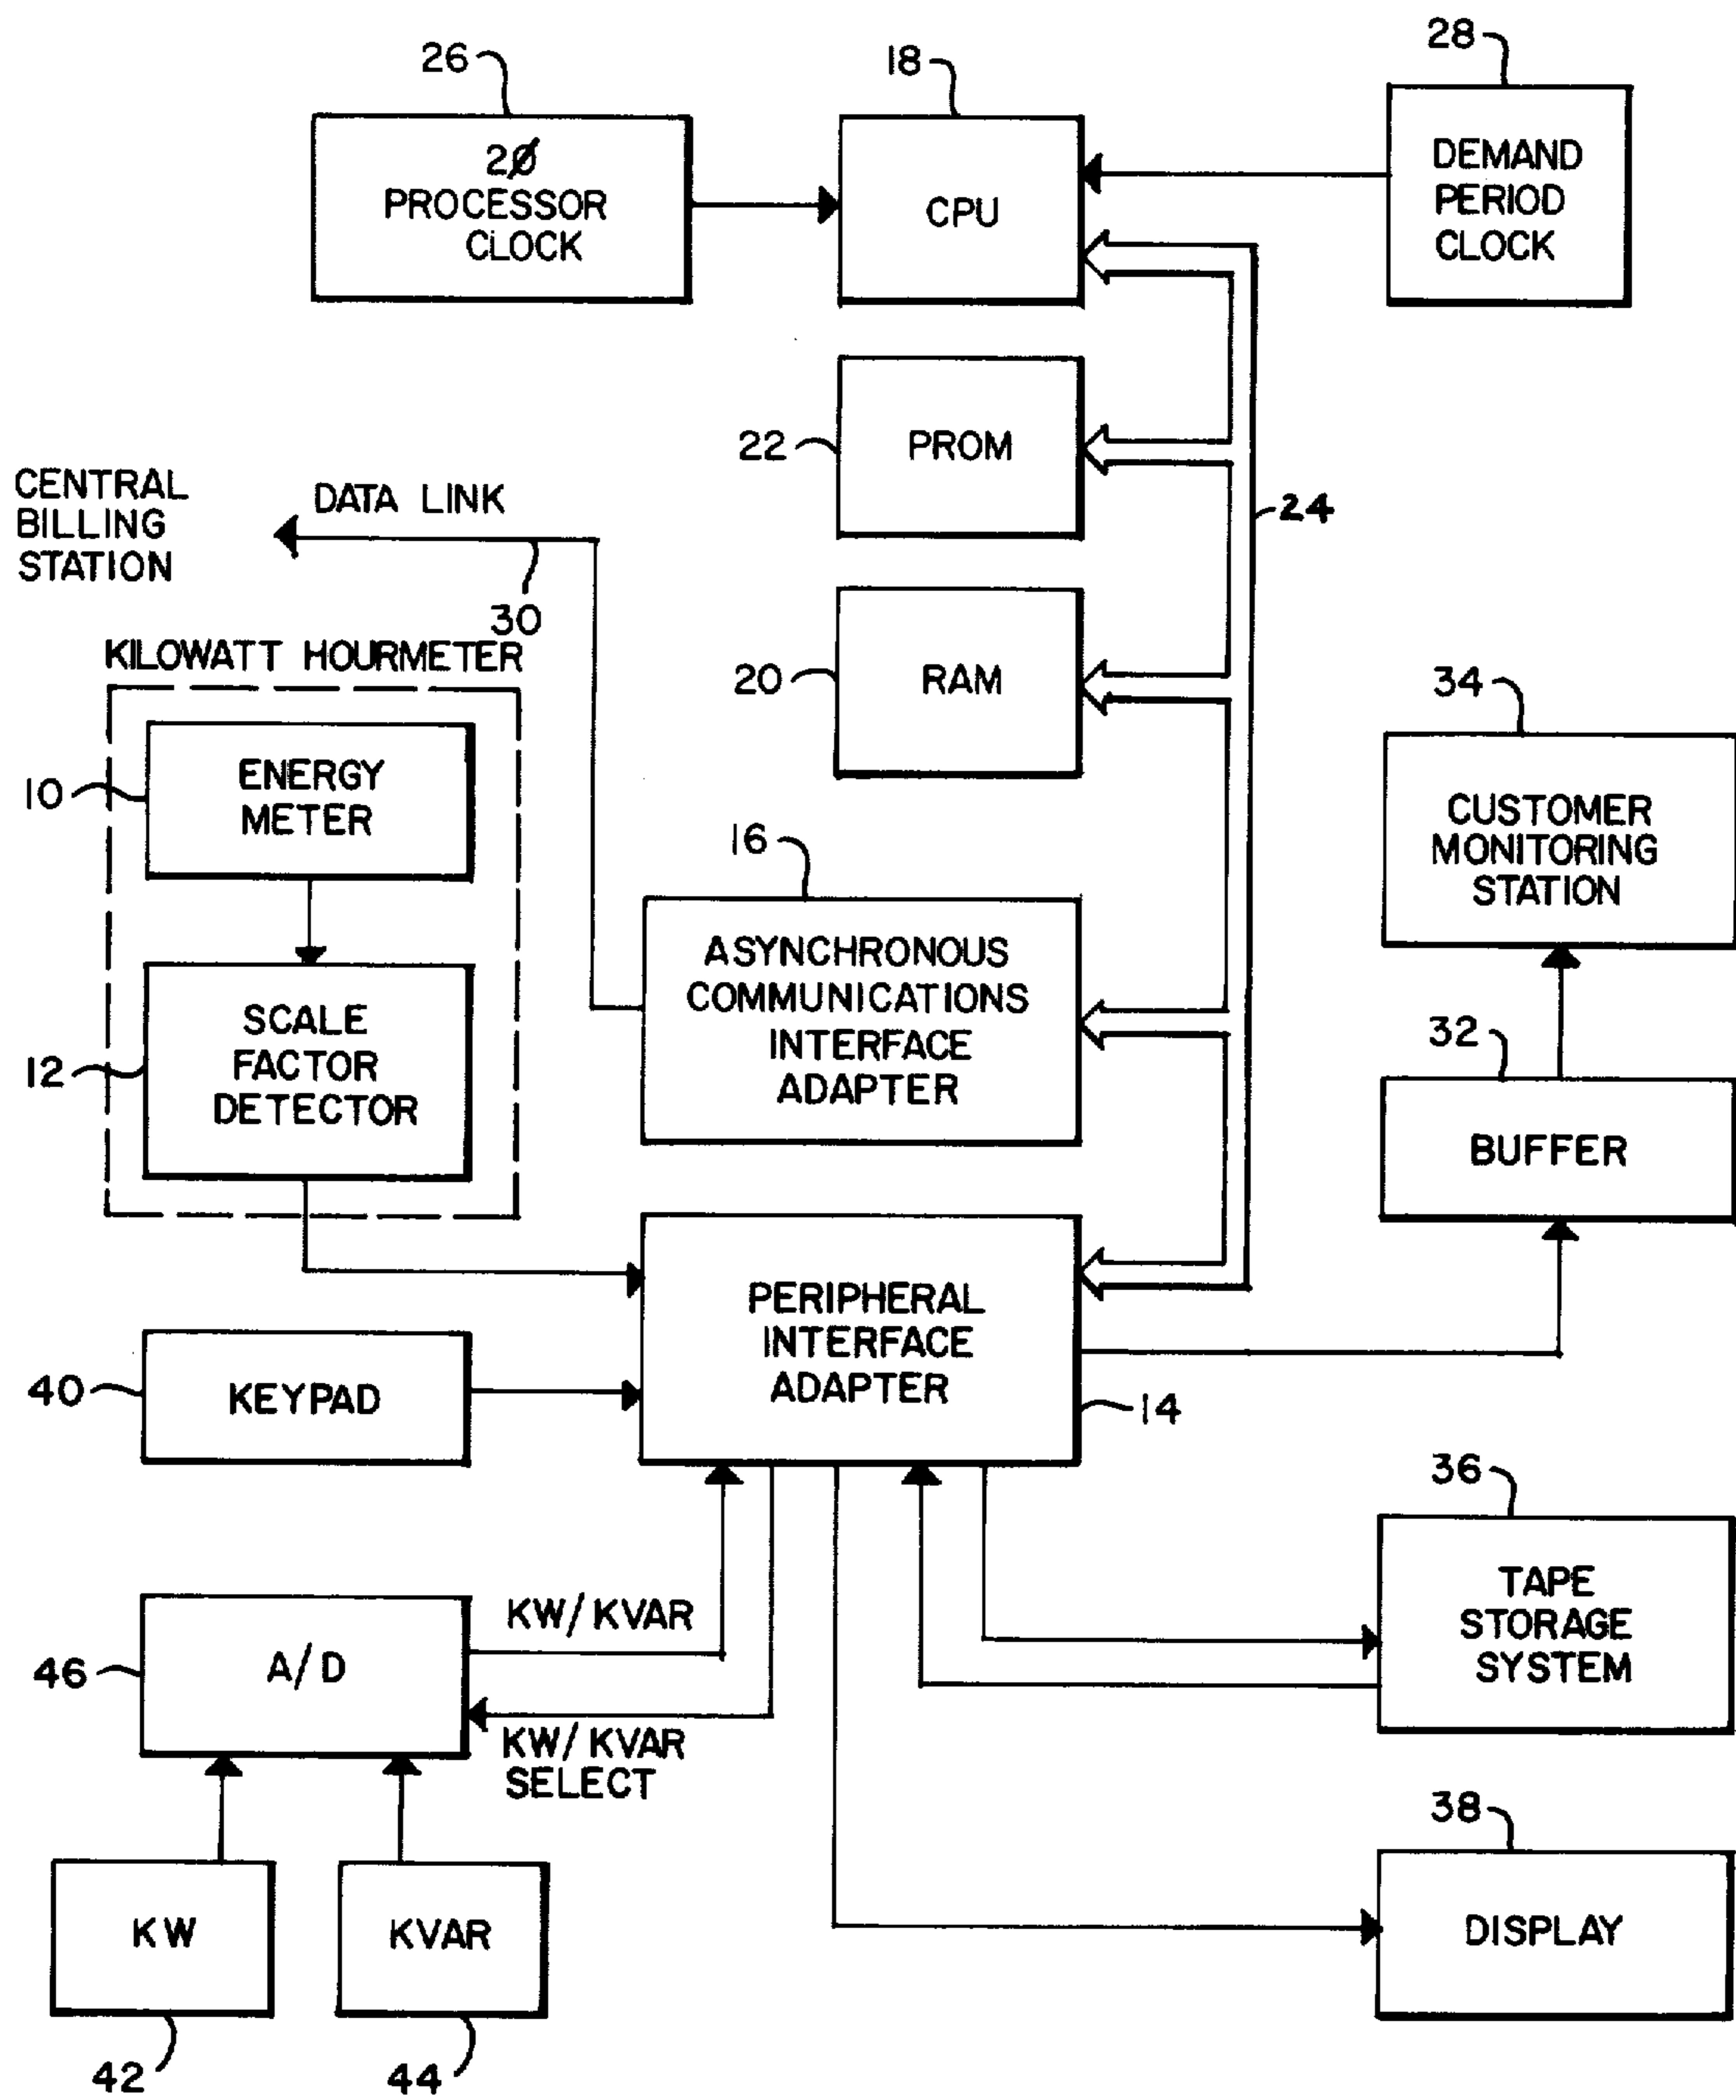 26
18
28
2Ø
PROCESSOR
CLOCK
CPU
DEMAND
PERIOD
CLOCK
22
PROM
CENTRAL
BILLING
STATION
DATA LINK
24
30
KILOWATT HOURMETER
20
RAM
34
10
ENERGY
METER
CUSTOMER
MONITORING
STATION
16
ASYNCHRONOUS
COMMUNICATIONS
INTERFACE
ADAPTER
12
SCALE
FACTOR
DETECTOR
32
BUFFER
PERIPHERAL
INTERFACE
ADAPTER
14
40
KEYPAD
36
TAPE
STORAGE
SYSTEM
46
A/D
KW/KVAR
KW/KVAR
SELECT
38
DISPLAY
KW
KVAR
42
44